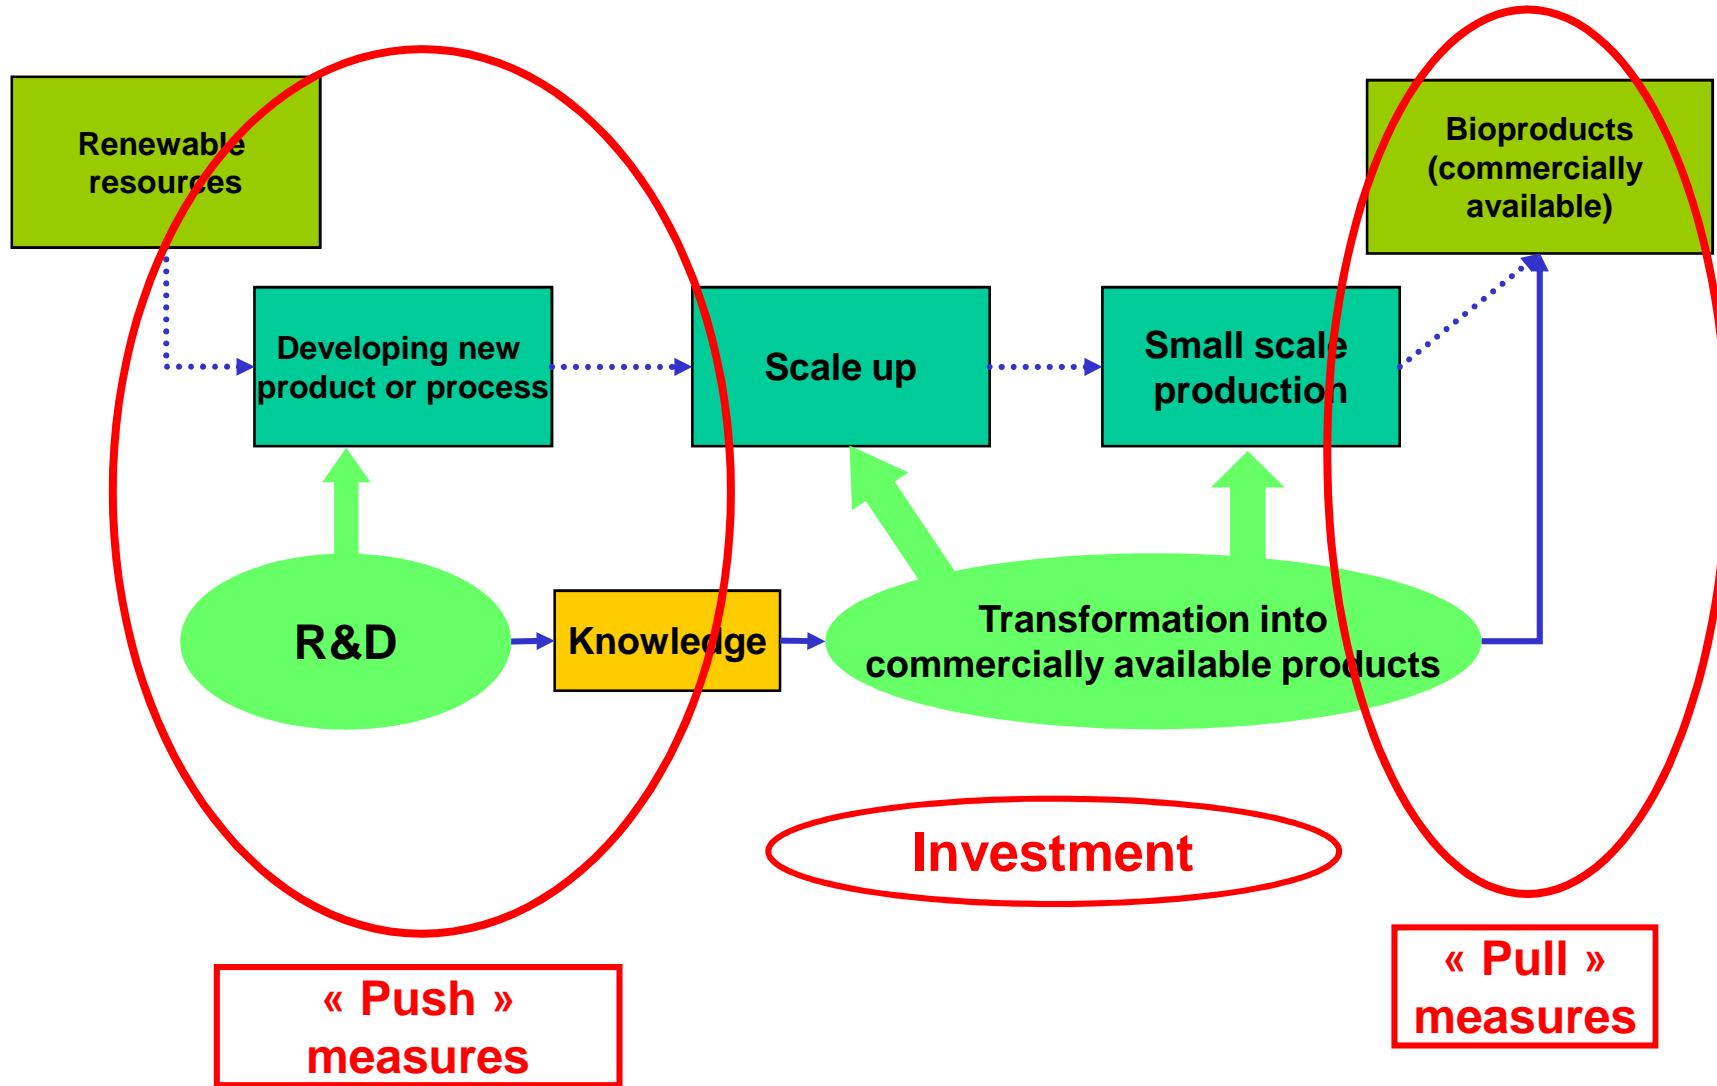 Renewable
resources
Bioproducts
(commercially
available)
Developing new
product or process
Scale up
Small scale
production
R&D
Knowledge
Transformation into
commercially available products
Investment
« Push »
measures
« Pull »
measures